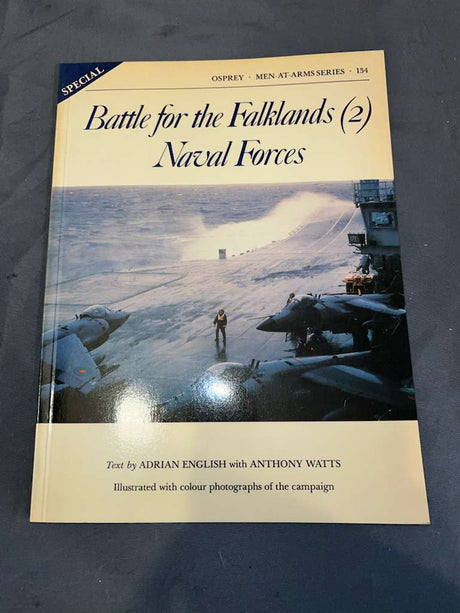 SPECIAL
OSPREY · MEN-AT-ARMS SERIES · 134
Battle for the Falklands (2)
Naval Forces
Text by ADRIAN ENGLISH with ANTHONY WATTS
Illustrated with colour photographs of the campaign